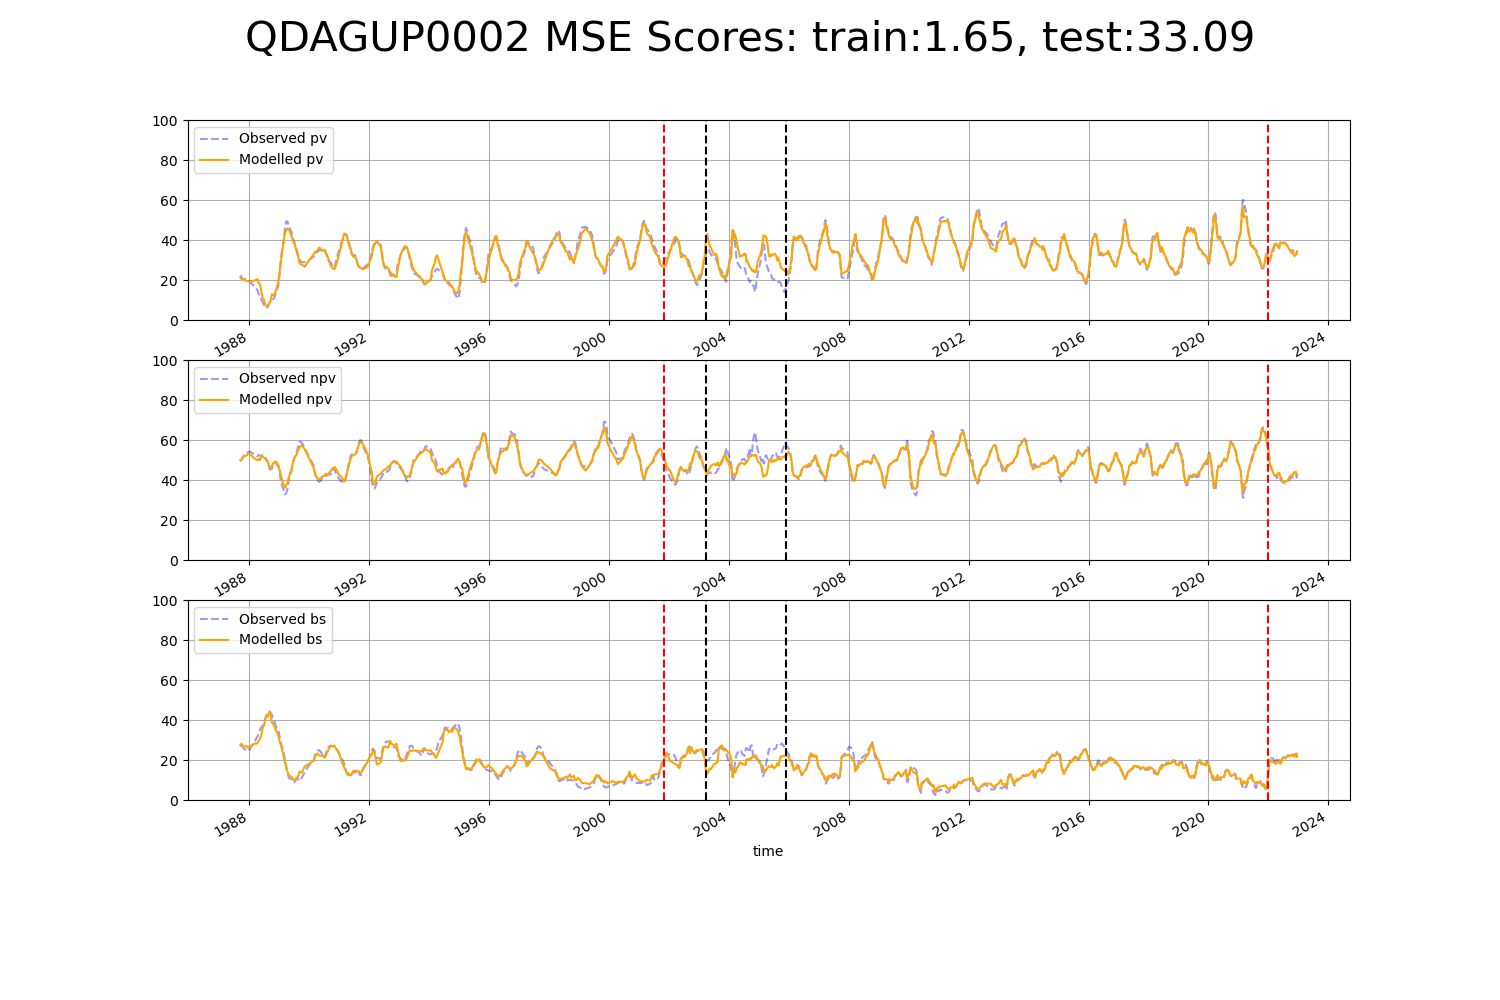 QDAGUP0002 MSE Scores: train:1.65, test:33.09
100
80
60
40
20
0
Observed pv
Modelled pv
1988 1992 1996 2000 2004 2008 2012 2016 2020 2024
100
80
60
40
20
0
Observed npv
Modelled npv
1988 1992 1996 2000 2004 2008 2012 2016 2020 2024
100
80
60
40
20
0
Observed bs
Modelled bs
1988 1992 1996 2000 2004 2008 2012 2016 2020 2024
time